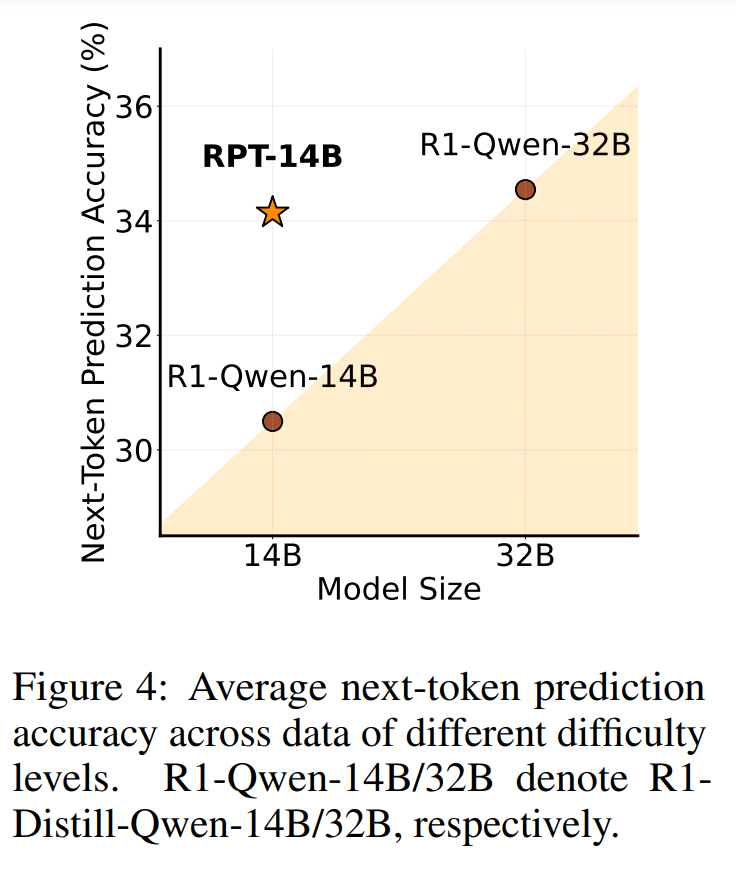 Next-Token Prediction Accuracy (%)
36
34
32
30
RPT-14B
R1-Qwen-32B
R1-Qwen-14B
14B
32B
Model Size
Figure 4: Average next-token prediction
accuracy across data of different difficulty
levels. R1-Qwen-14B/32B denote R1-
Distill-Qwen-14B/32B, respectively.